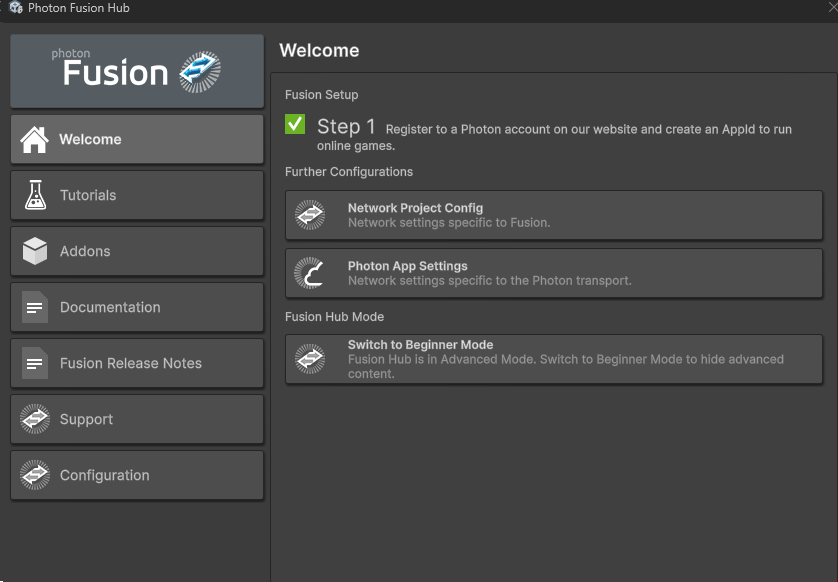 Photon Fusion Hub
photon
Fusion
Welcome
Tutorials
Addons
Documentation
Fusion Release Notes
Support
Configuration
Welcome
Fusion Setup
Step 1 Register to a Photon account on our website and create an AppId to run
online games.
Further Configurations
Network Project Config
Network settings specific to Fusion.
Photon App Settings
Network settings specific to the Photon transport.
Fusion Hub Mode
Switch to Beginner Mode
Fusion Hub is in Advanced Mode. Switch to Beginner Mode to hide advanced
content.